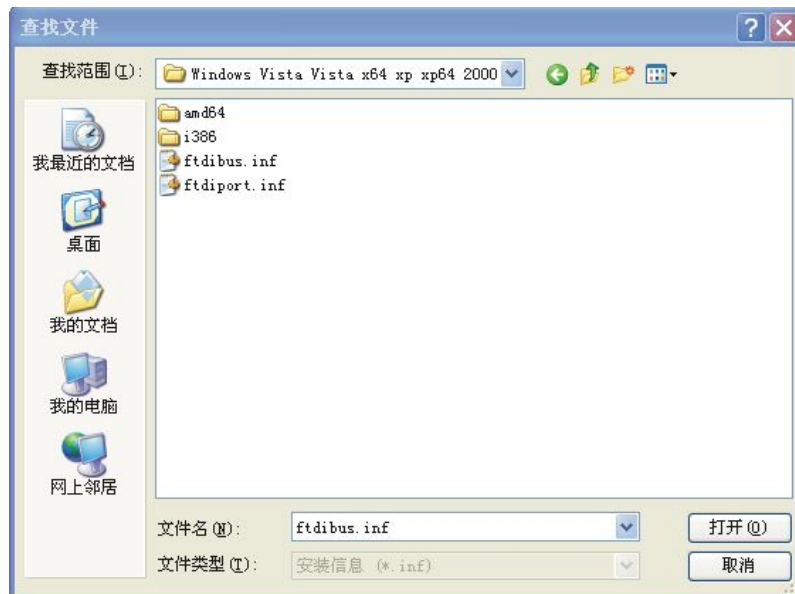 查找文件
查找范围(I):
Windows Vista Vista x64 xp xp64 2000
amd64
i386
ftdibus.inf
ftdiport.inf
我最近的文档
桌面
我的文档
我的电脑
网上邻居
文件名(N):
ftdibus.inf
打开(O)
文件类型(T):
安装信息 (*.inf)
取消